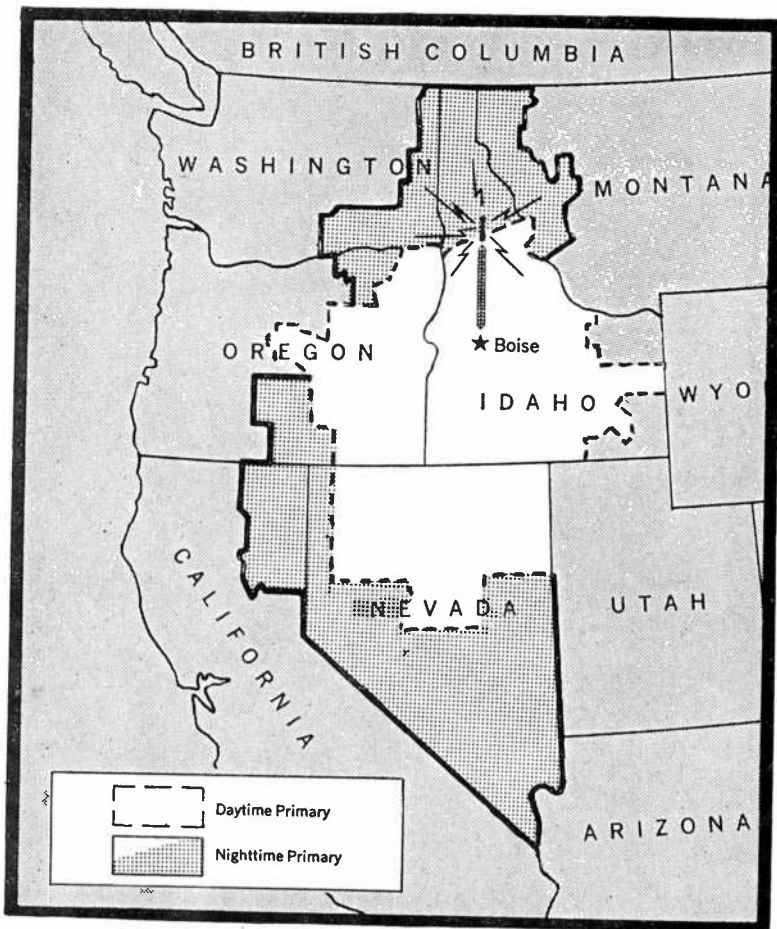 BRITISH COLUMBIA
WASHINGTON
MONTANA
OREGON
Boise
IDAHO
WYO
NEVADA
UTAH
CALIFORNIA
ARIZONA
Daytime Primary
Nighttime Primary